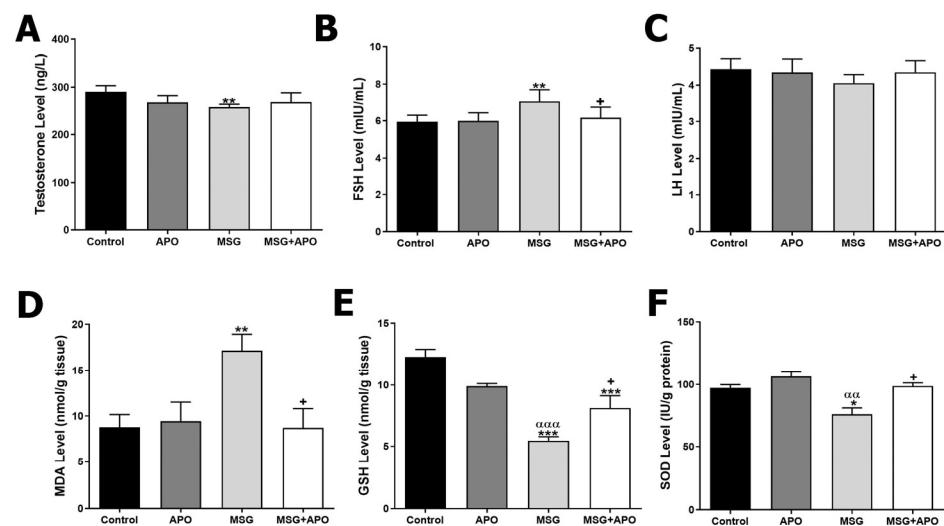 A
Testosterone Level (ng/L)
400
300
200
100
0
**
Control APO MSG MSG+APO
B
FSH Level (mIU/mL)
10
8
6
4
2
0
**
+
Control APO MSG MSG+APO
C
LH Level (mIU/mL)
6
5
4
3
2
1
0
Control APO MSG MSG+APO
D
MDA Level (nmol/g tissue)
20
15
10
5
0
**
+
Control APO MSG MSG+APO
E
GSH Level (nmol/g tissue)
15
10
5
0
ααα
***
+
***
Control APO MSG MSG+APO
F
SOD Level (IU/g protein)
150
100
50
0
αα
*
+
Control APO MSG MSG+APO